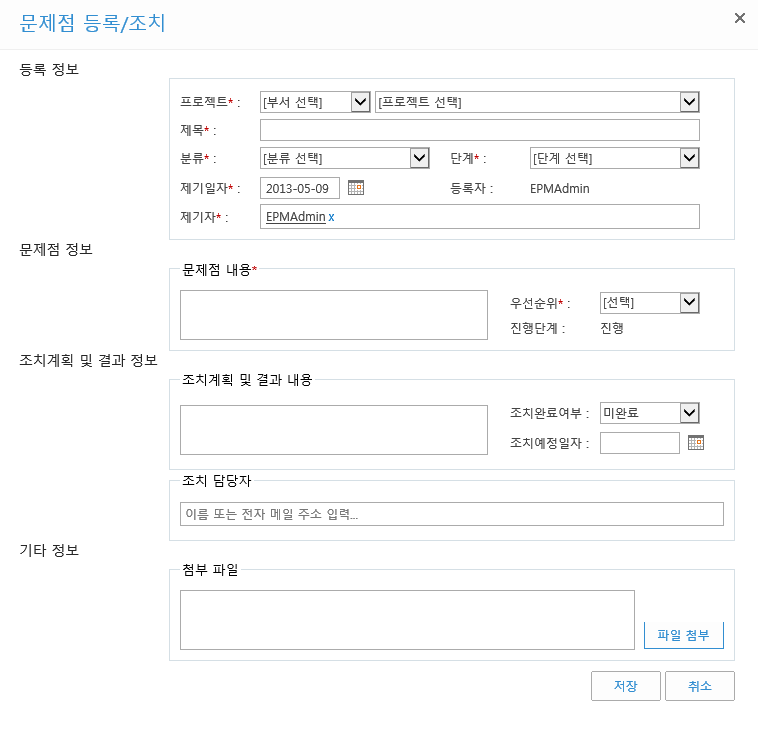 문제점 등록/조치
등록 정보
프로젝트* : [부서 선택] [프로젝트 선택]
제목* :
분류* : [분류 선택] 단계* : [단계 선택]
제기일자* : 2013-05-09 등록자 : EPMAdmin
제기자* : EPMAdmin x
문제점 정보
문제점 내용*
우선순위* : [선택]
진행단계 : 진행
조치계획 및 결과 정보
조치계획 및 결과 내용
조치완료여부 : 미완료
조치예정일자 :
조치 담당자
이름 또는 전자 메일 주소 입력...
기타 정보
첨부 파일
파일 첨부
저장 취소